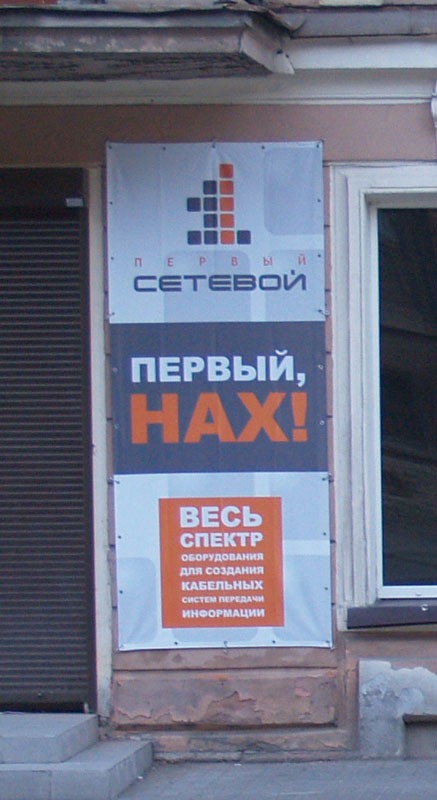 ПЕРВЫЙ
СЕТЕВОЙ
ПЕРВЫЙ,
НАХ!
ВЕСЬ
СПЕКТР
ОБОРУДОВАНИЯ
ДЛЯ СОЗДАНИЯ
КАБЕЛЬНЫХ
СИСТЕМ ПЕРЕДАЧИ
ИНФОРМАЦИИ